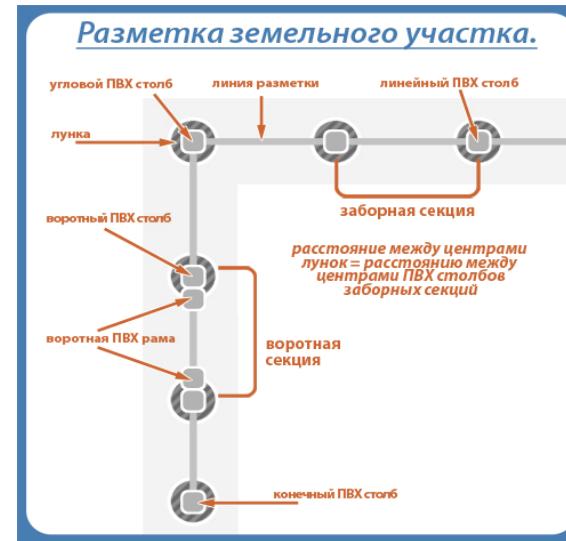 Разметка земельного участка.
угловой ПВХ столб
линия разметки
линейный ПВХ столб
лунка
заборная секция
воротный ПВХ столб
расстояние между центрами
лунок = расстоянию между
центрами ПВХ столбов
заборных секций
воротная ПВХ рама
воротная
секция
конечный ПВХ столб